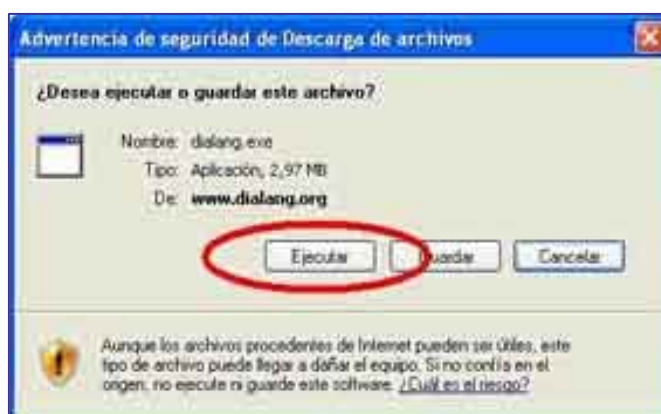 Advertencia de seguridad de Descarga de archivos
¿Desea ejecutar o guardar este archivo?
Nombre: dialang.exe
Tipo: Aplicación, 2,97 MB
De: www.dialang.org
Ejecutar Guardar Cancelar
Aunque los archivos procedentes de Internet pueden ser útiles, este
tipo de archivo puede llegar a dañar el equipo. Si no confía en el
origen, no ejecute ni guarde este software. ¿Cuál es el riesgo?